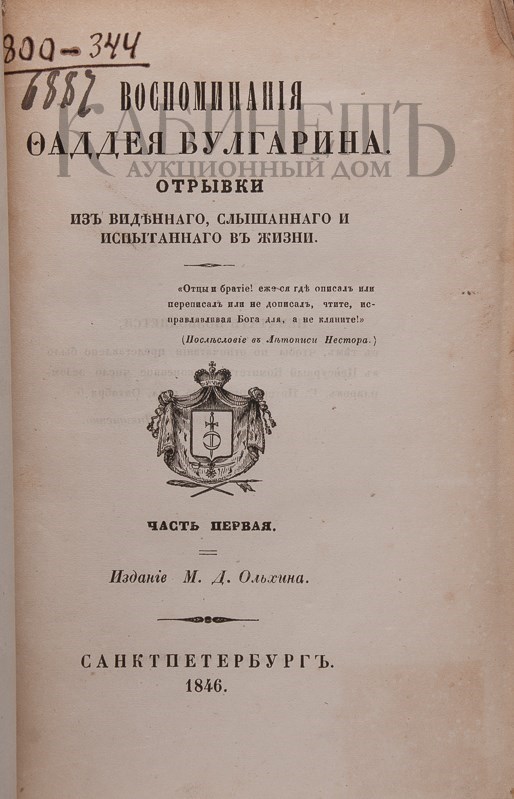 800-344
6887
ВОСПОМИНАНІЯ
ѲАДДЕЯ БУЛГАРИНА.
КАБИНЕТЪ
АУКЦИОННЫЙ ДОМ
ОТРЫВКИ
ИЗЪ ВИДѢННАГО, СЛЫШАННАГО И
ИСПЫТАННАГО ВЪ ЖИЗНИ.
«Отцы и братіе! еже-ся гдѣ описалъ или
переписалъ или не дописалъ, чтите, ис-
правливая Бога для, а не кляните!»
(Послѣсловіе въ Лѣтописи Нестора.)
ЧАСТЬ ПЕРВАЯ.
Изданіе М. Д. Ольхина.
САНКТПЕТЕРБУРГЪ.
1846.